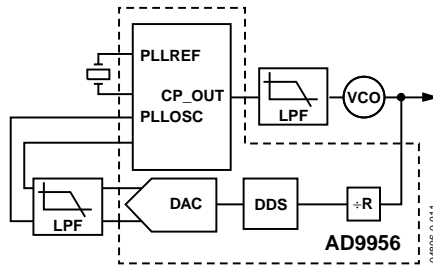 PLLREF
CP_OUT
PLLOSC
LPF
VCO
LPF
DAC
DDS
÷R
AD9956